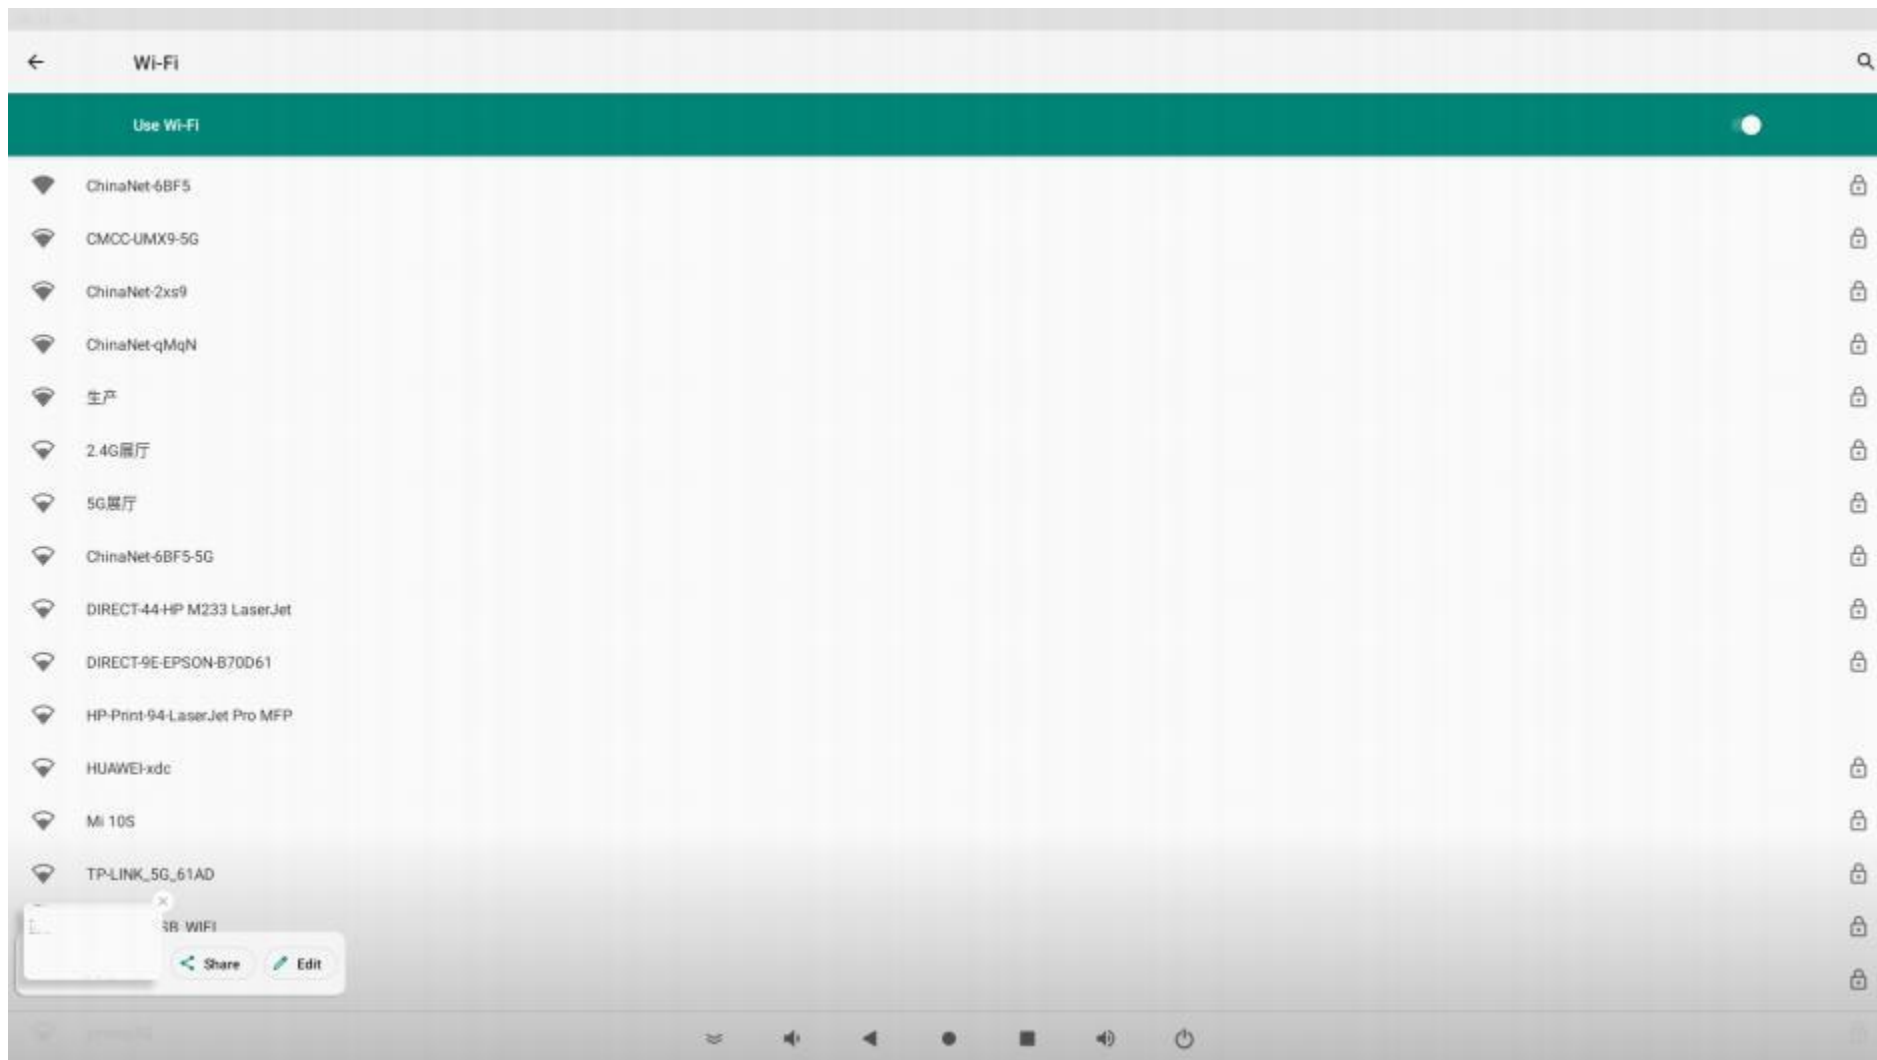 Wi-Fi
Use Wi-Fi
ChinaNet-6BF5
CMCC-UMX9-5G
ChinaNet-2xs9
ChinaNet-qMqN
生产
2.4G展厅
5G展厅
ChinaNet-6BF5-5G
DIRECT-44-HP M233 LaserJet
DIRECT-9E-EPSON-B70D61
HP-Print-94-LaserJet Pro MFP
HUAWEI-xdc
Mi 10S
TP-LINK_5G_61AD
WIFI
Share Edit